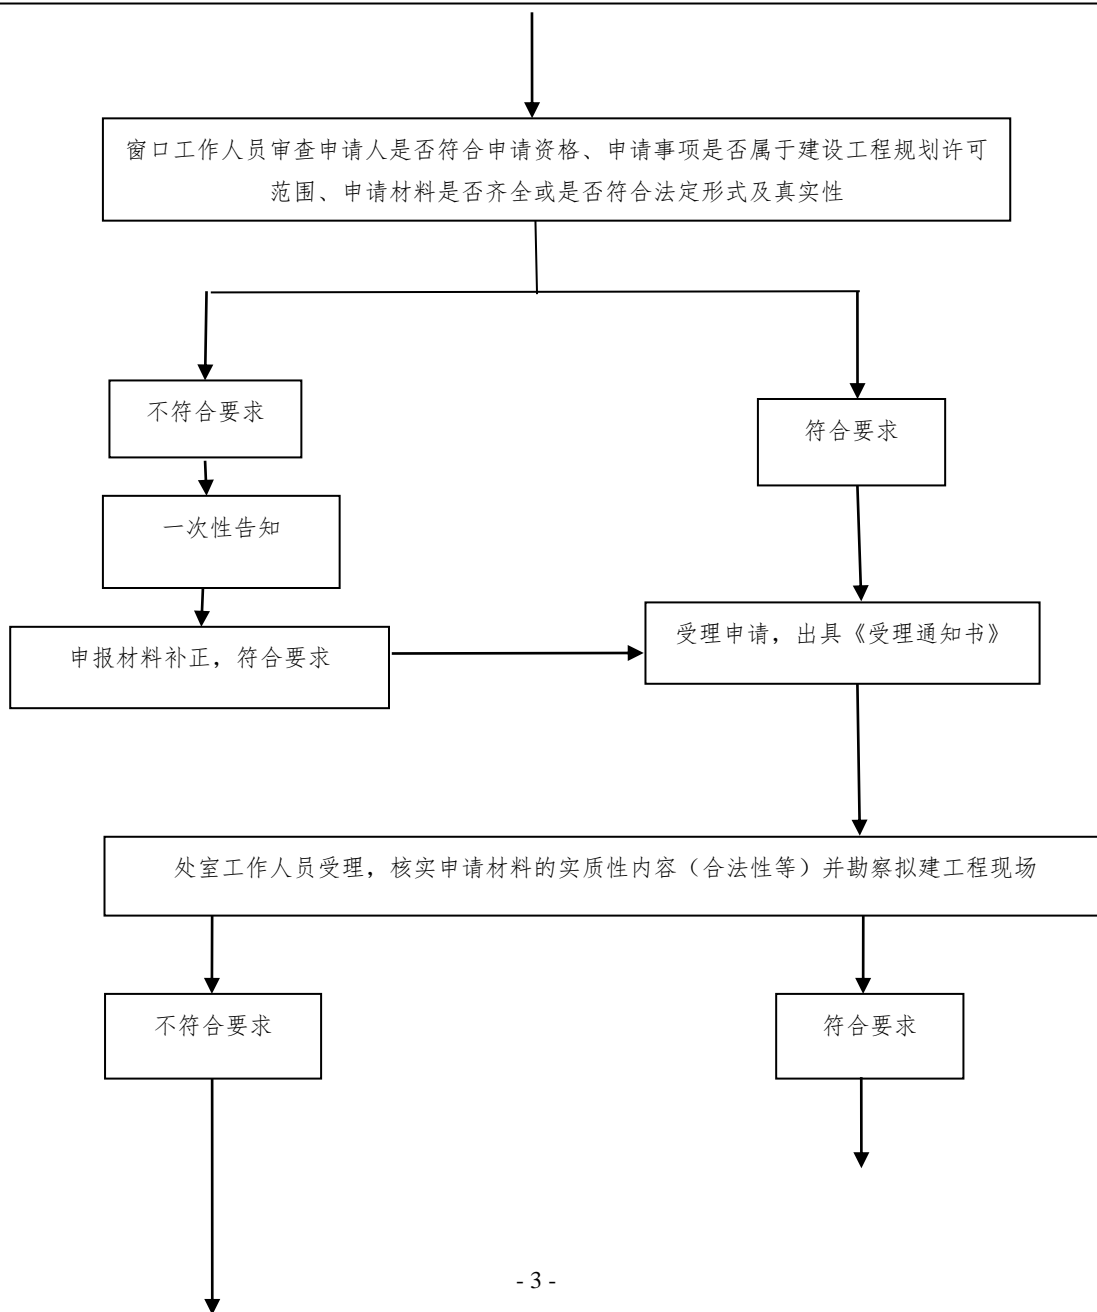 窗口工作人员审查申请人是否符合申请资格、申请事项是否属于建设工程规划许可
范围、申请材料是否齐全或是否符合法定形式及真实性
不符合要求
符合要求
一次性告知
受理申请，出具《受理通知书》
申报材料补正，符合要求
处室工作人员受理，核实申请材料的实质性内容（合法性等）并勘察拟建工程现场
不符合要求
符合要求
- 3 -